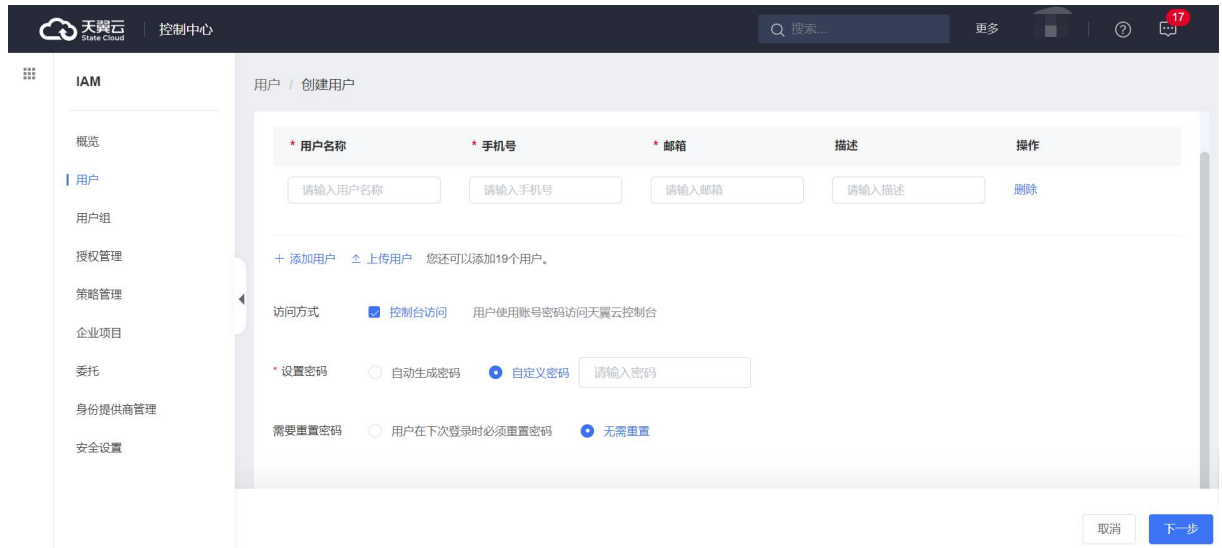 天翼云
State Cloud
控制中心
搜索...
更多
17
IAM
概览
用户
用户组
授权管理
策略管理
企业项目
委托
身份提供商管理
安全设置
用户 / 创建用户
* 用户名称 * 手机号 * 邮箱 描述 操作
请输入用户名称 请输入手机号 请输入邮箱 请输入描述 删除
+ 添加用户 上传用户 您还可以添加19个用户。
访问方式 控制台访问 用户使用账号密码访问天翼云控制台
* 设置密码 自动生成密码 自定义密码 请输入密码
需要重置密码 用户在下次登录时必须重置密码 无需重置
取消 下一步